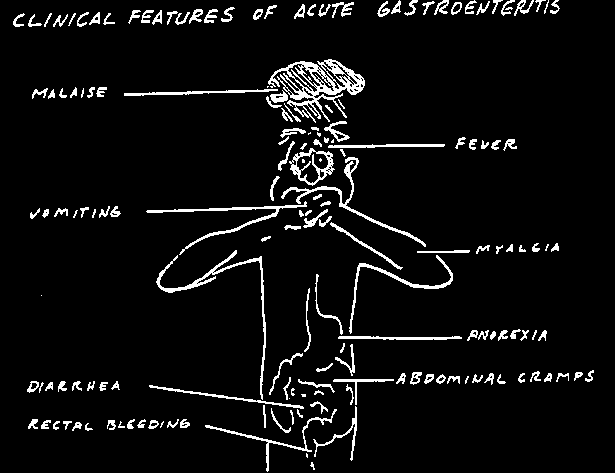 CLINICAL FEATURES OF ACUTE GASTROENTERITIS
MALAISE
FEVER
VOMITING
MYALGIA
ANOREXIA
ABDOMINAL CRAMPS
DIARRHEA
RECTAL BLEEDING